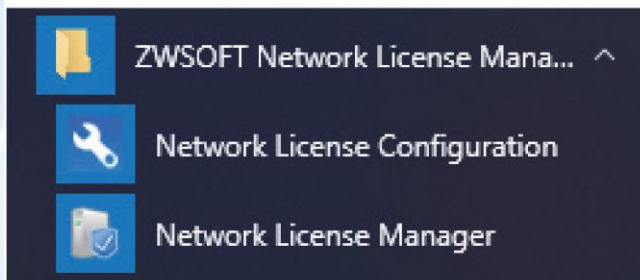 ZWSOFT Network License Mana...
Network License Configuration
Network License Manager